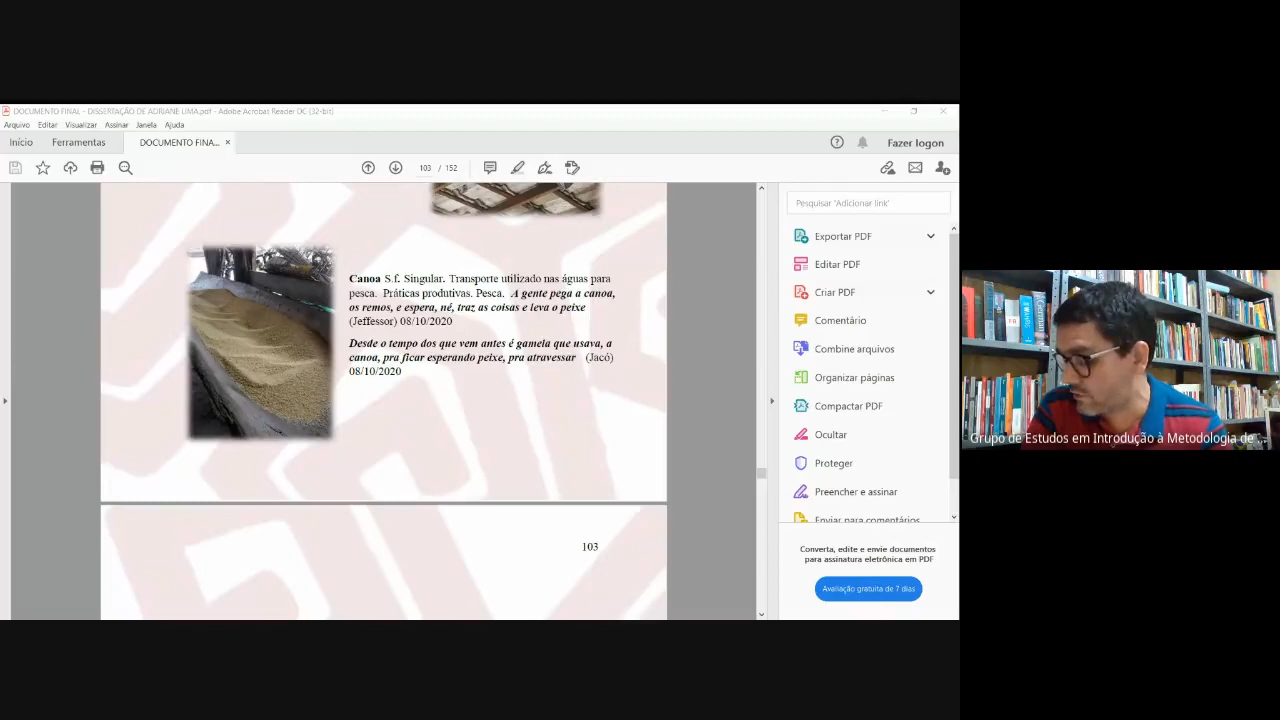 DOCUMENTO FINAL - DISSERTAÇÃO DE ADRIANE LIMA.pdf - Adobe Acrobat Reader DC (32-bit)
Arquivo Editar Visualizar Assinar Janela Ajuda
Início Ferramentas DOCUMENTO FINA... × Fazer logon
103 / 152
Pesquisar 'Adicionar link'
Exportar PDF
Editar PDF
Criar PDF
Comentário
Combine arquivos
Organizar páginas
Compactar PDF
Ocultar
Proteger
Preencher e assinar
Enviar para comentários
Converta, edite e envie documentos
para assinatura eletrônica em PDF
Avaliação gratuita de 7 dias
Canoa S.f. Singular. Transporte utilizado nas águas para
pesca. Práticas produtivas. Pesca. A gente pega a canoa,
os remos, e espera, né, traz as coisas e leva o peixe
(Jeffessor) 08/10/2020
Desde o tempo dos que vem antes é gamela que usava, a
canoa, pra ficar esperando peixe, pra atravessar (Jacó)
08/10/2020
103
Grupo de Estudos em Introdução à Metodologia de ...